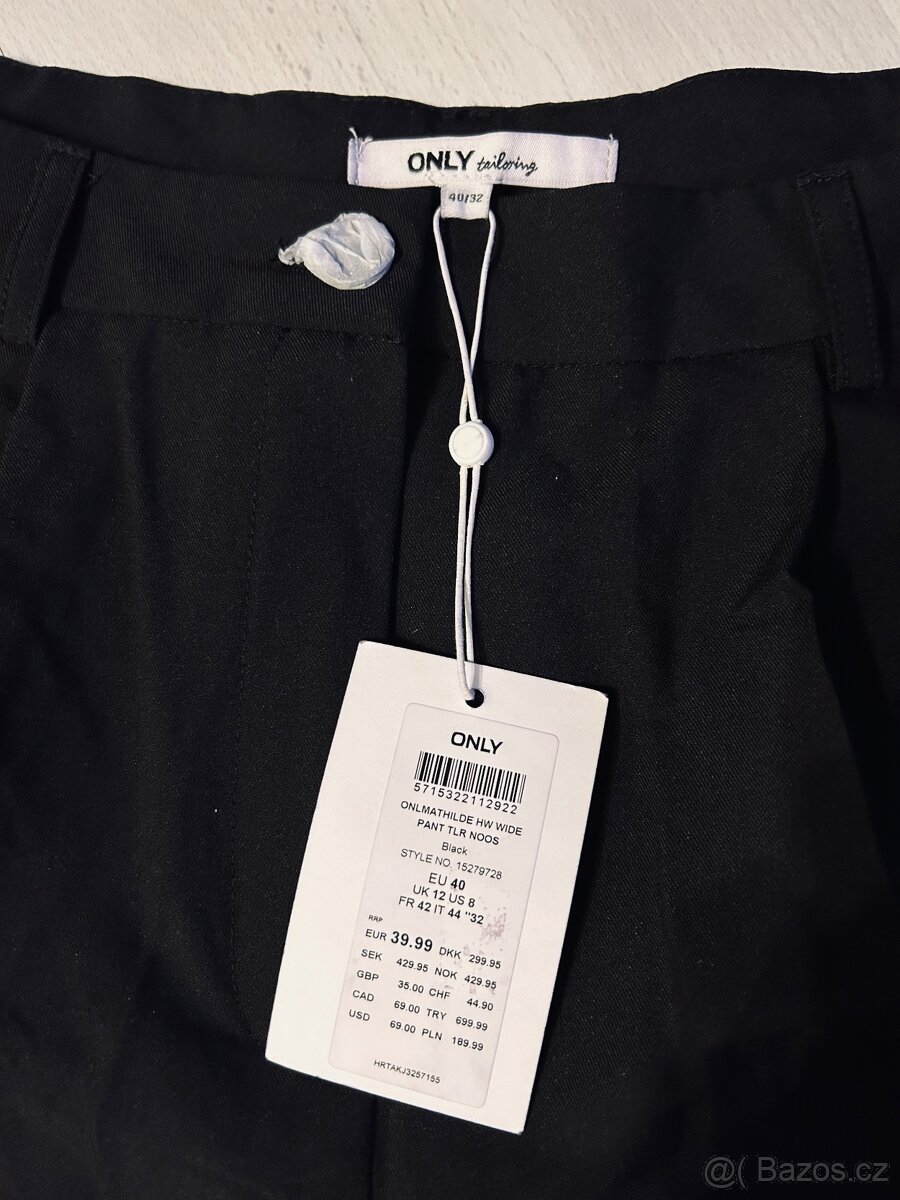 ONLY tailoring
40/32
ONLY
5715322112922
ONLMATHILDE HW WIDE
PANT TLR NOOS
Black
STYLE NO. 15279728
EU 40
UK 12 US 8
FR 42 IT 44 "32
RRP
EUR 39.99 DKK 299.95
SEK 429.95 NOK 429.95
GBP 35.00 CHF 44.90
CAD 69.00 TRY 699.99
USD 69.00 PLN 189.99
HRTAKJ3257155
@( Bazos.cz